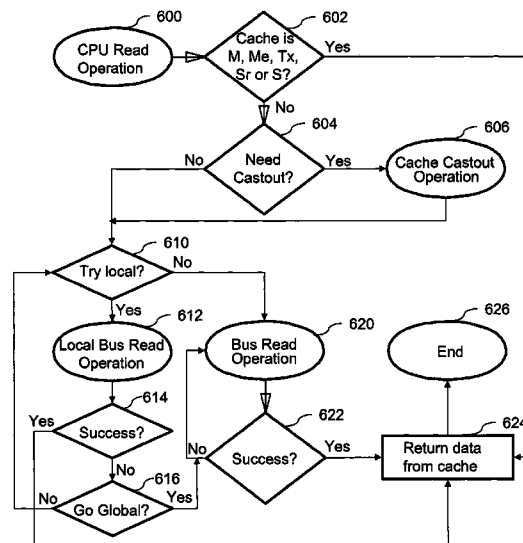 600
CPU Read
Operation
602
Cache is
M, Me, Tx,
Sr or S?
Yes
No
604
Need
Castout?
No
Yes
606
Cache Castout
Operation
610
Try local?
No
Yes
612
Local Bus Read
Operation
620
Bus Read
Operation
626
End
614
Success?
Yes
No
622
Success?
No
Yes
624
Return data
from cache
616
Go Global?
No
Yes